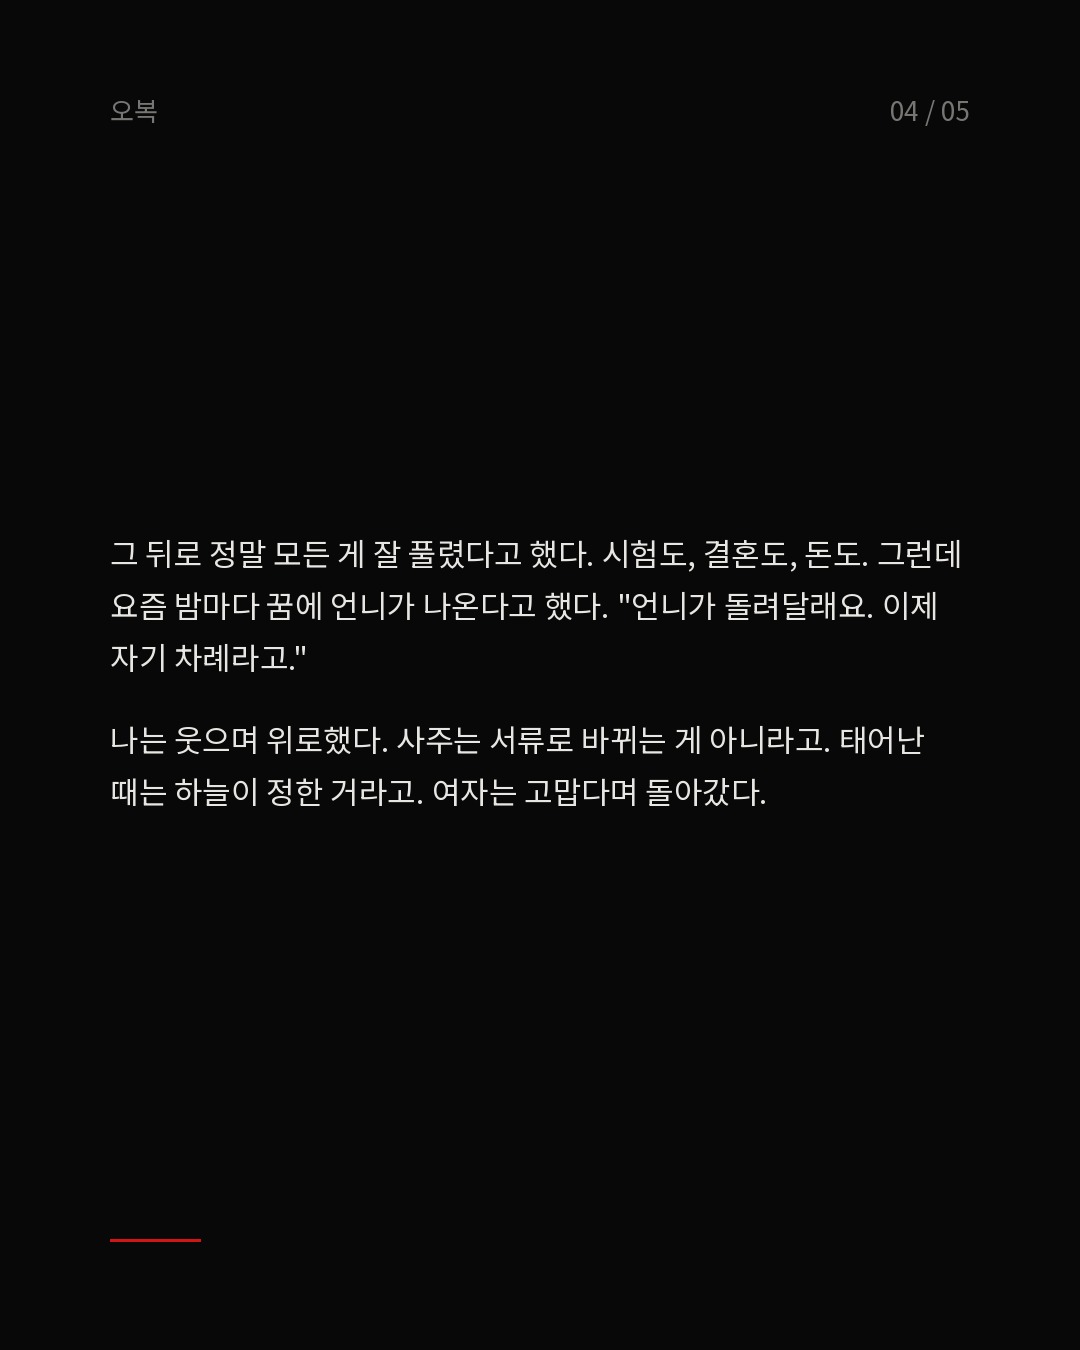 오복
04 / 05
그 뒤로 정말 모든 게 잘 풀렸다고 했다. 시험도, 결혼도, 돈도. 그런데
요즘 밤마다 꿈에 언니가 나온다고 했다. "언니가 돌려달래요. 이제
자기 차례라고."
나는 웃으며 위로했다. 사주는 서류로 바뀌는 게 아니라고. 태어난
때는 하늘이 정한 거라고. 여자는 고맙다며 돌아갔다.